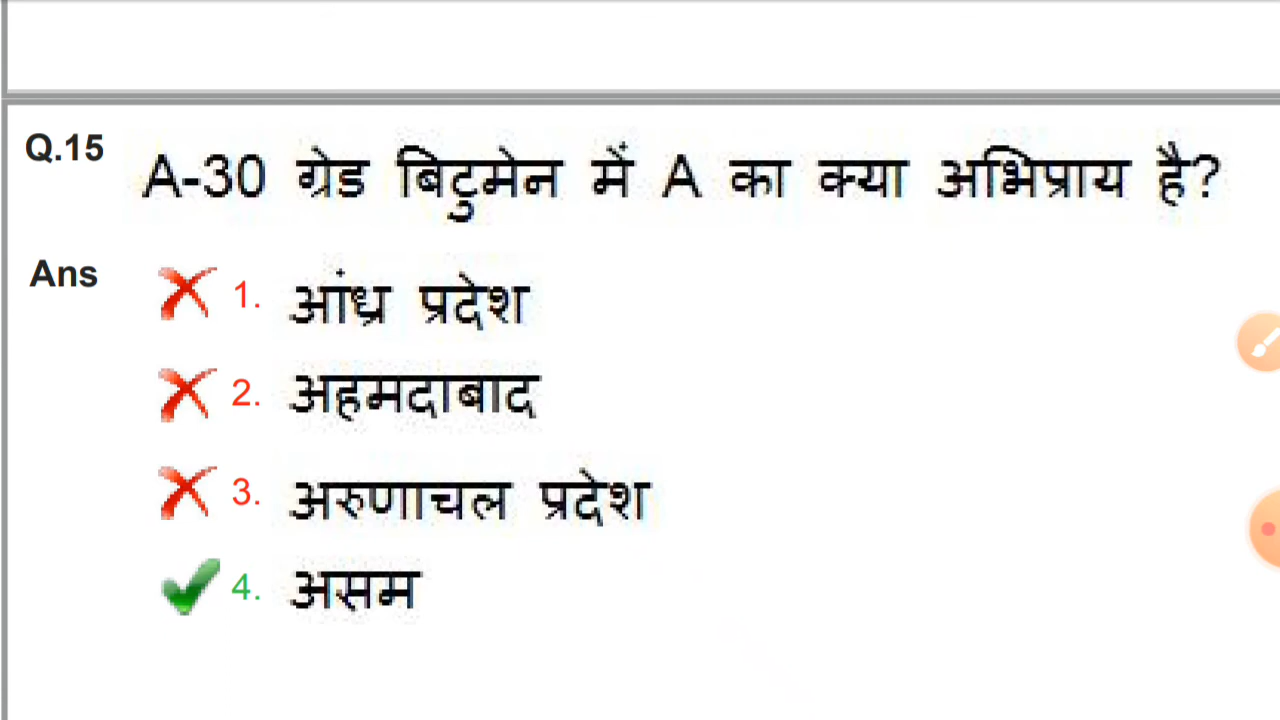 Q.15 A-30 ग्रेड बिटुमेन में A का क्या अभिप्राय है?
Ans 1. आंध्र प्रदेश
2. अहमदाबाद
3. अरुणाचल प्रदेश
4. असम